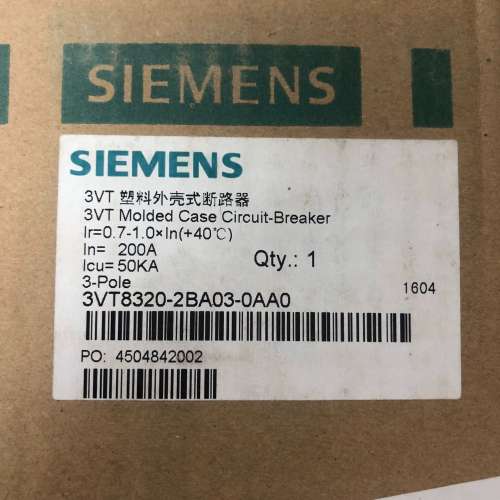 SIEMENS
SIEMENS
3VT 塑料外壳式断路器
3VT Molded Case Circuit-Breaker
Ir=0.7-1.0×In(+40℃)
In= 200A
Icu= 50KA
Qty.: 1
3-Pole
1604
3VT8320-2BA03-0AA0
PO: 4504842002